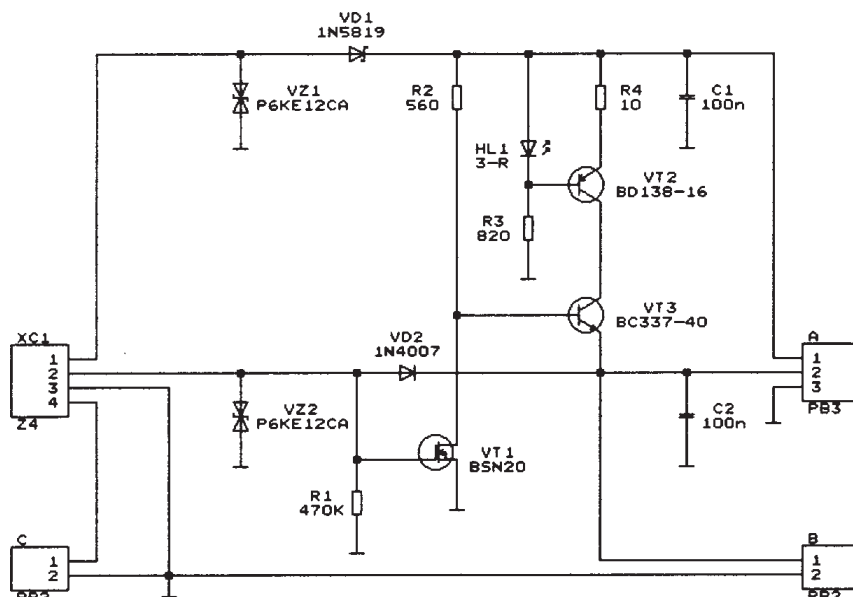 VD1
1N5819
VZ1
P6KE12CA
R2
560
R4
10
C1
100n
HL1
3-R
VT2
BD138-16
R3
820
VT3
BC337-40
XC1
1
2
3
4
Z4
VD2
1N4007
A
1
2
3
PB3
VZ2
P6KE12CA
C2
100n
VT1
BSN20
R1
470K
C
1
2
B
1
2